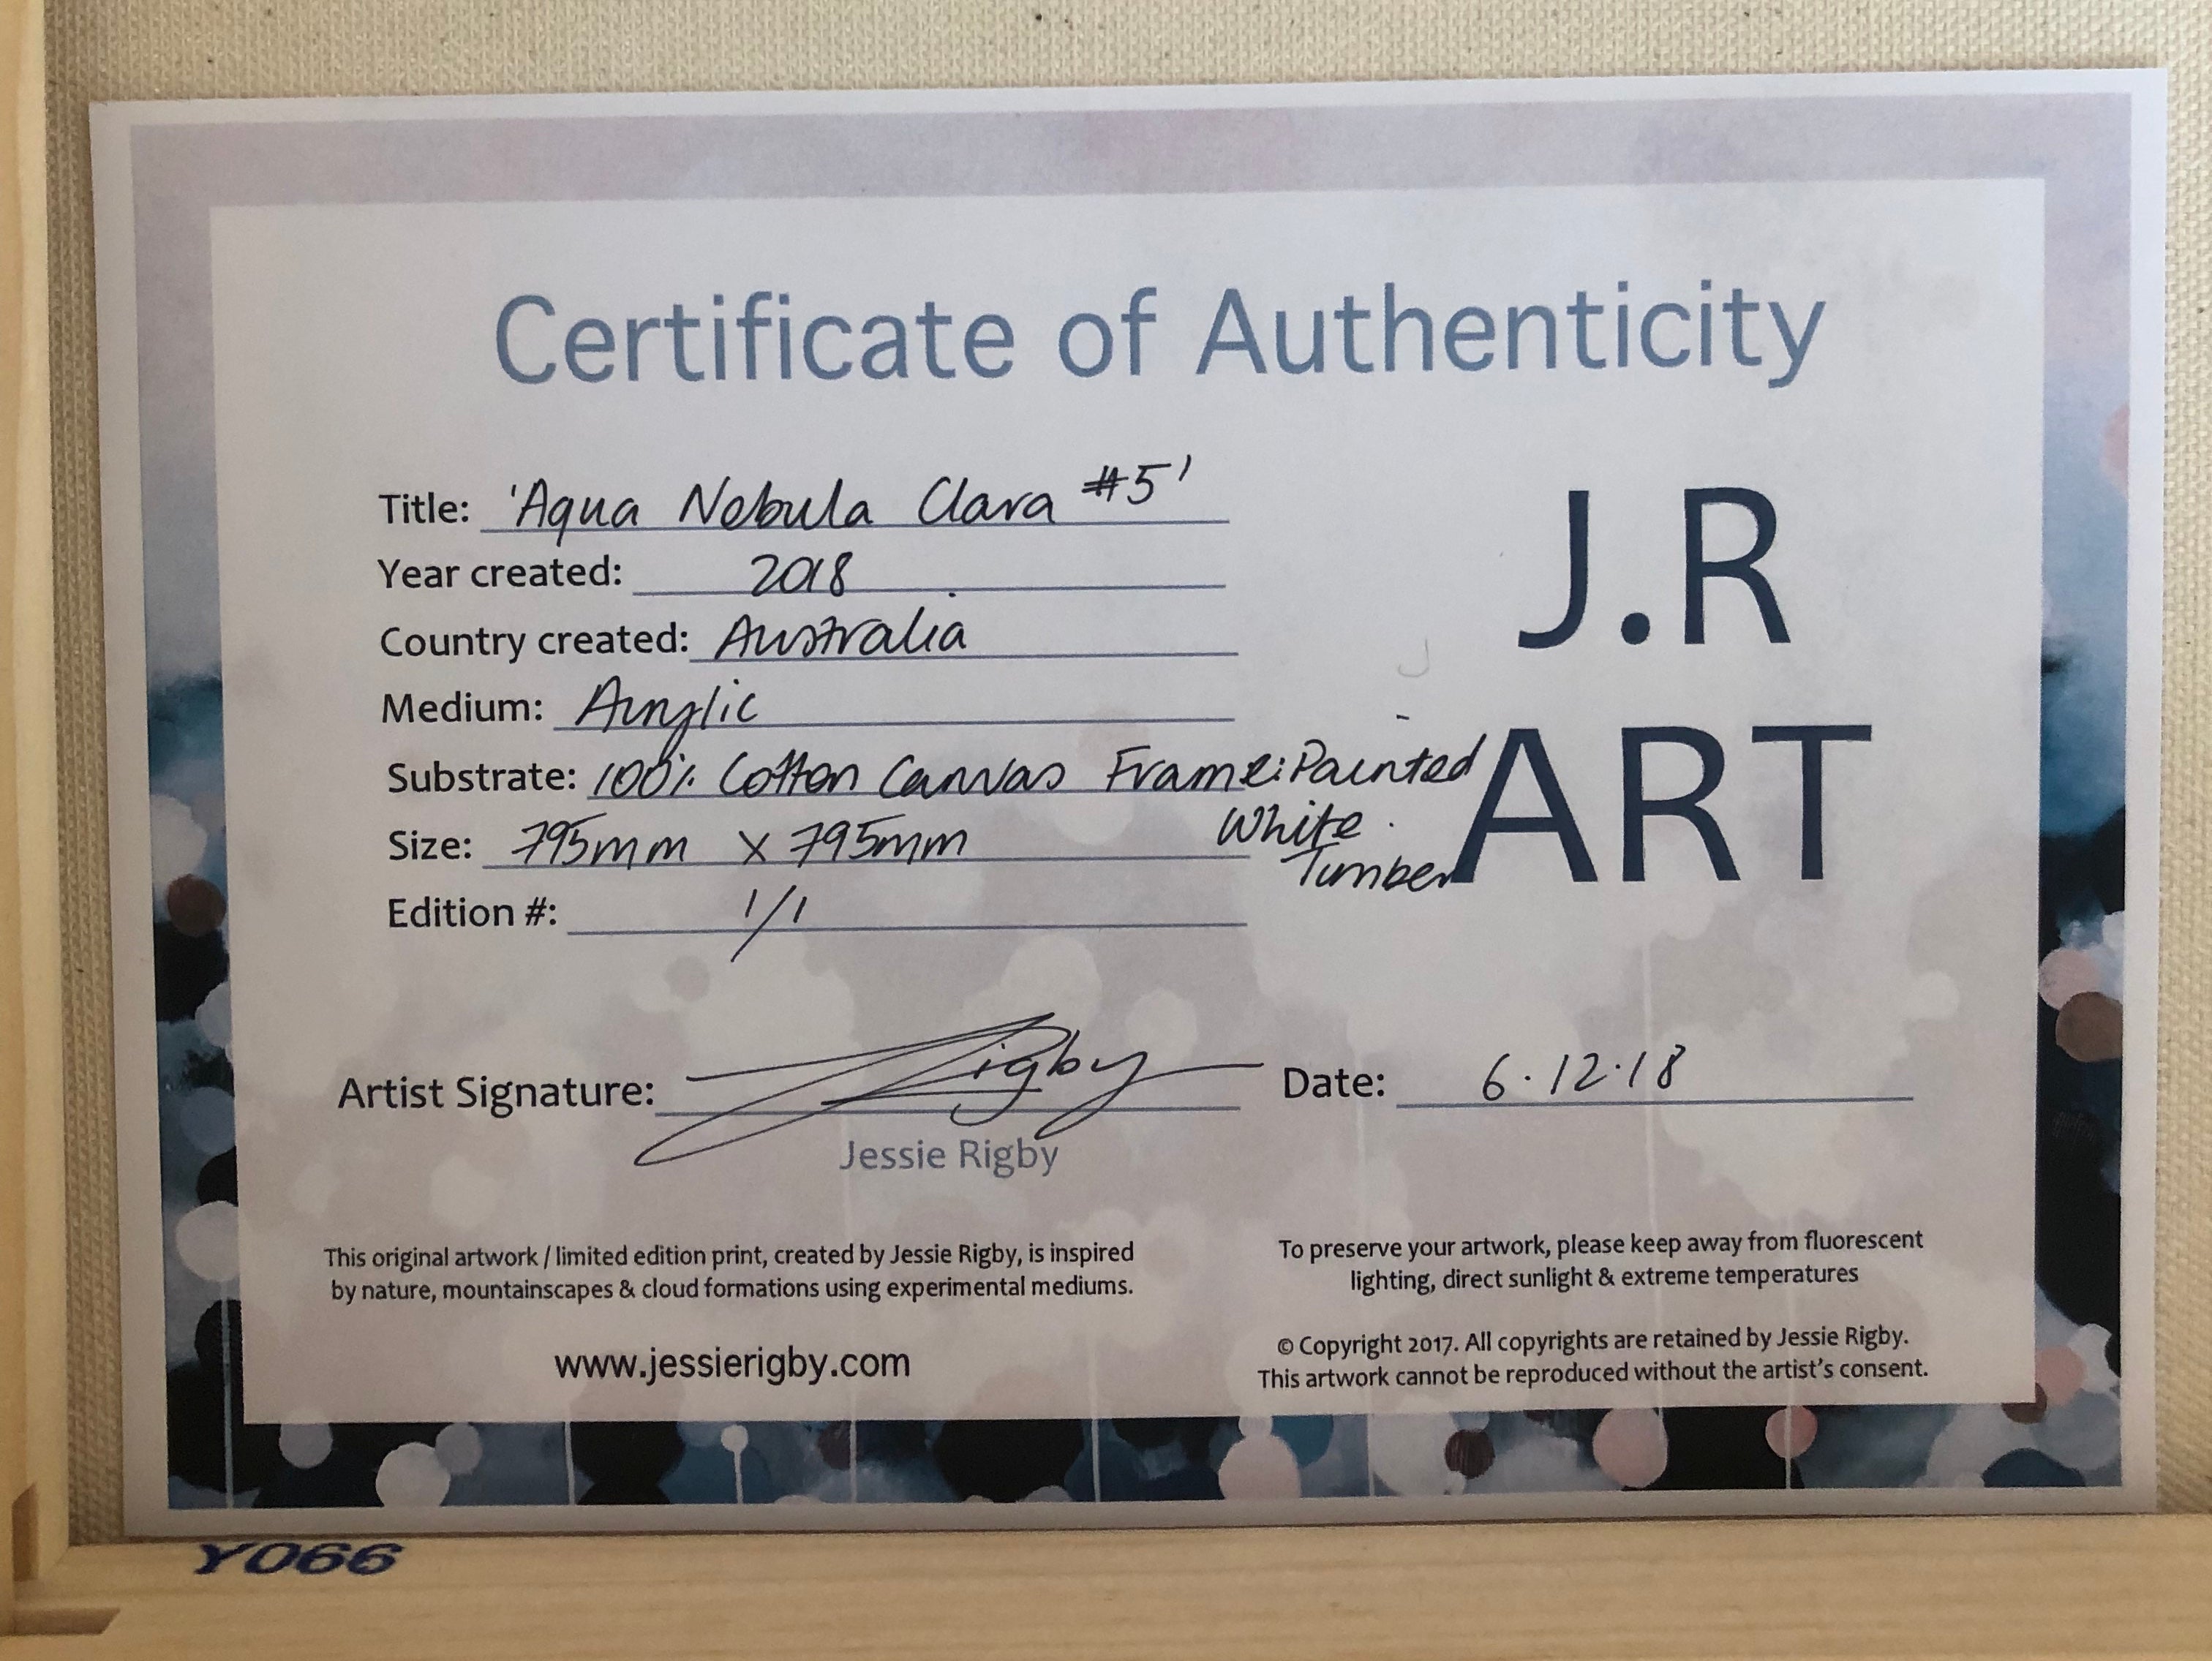 Certificate of Authenticity
Title: 'Aqua Nebula Clara #5'
Year created: 2018
Country created: Australia
Medium: Acrylic
Substrate: 100% Cotton Canvas Frame: Painted
White
Timber
Size: 795mm x 795mm
Edition #: 1/1
J.R
ART
Artist Signature: Rigby
Date: 6.12.18
Jessie Rigby
This original artwork / limited edition print, created by Jessie Rigby, is inspired
by nature, mountainscapes & cloud formations using experimental mediums.
www.jessierigby.com
To preserve your artwork, please keep away from fluorescent
lighting, direct sunlight & extreme temperatures
© Copyright 2017. All copyrights are retained by Jessie Rigby.
This artwork cannot be reproduced without the artist's consent.
Y066